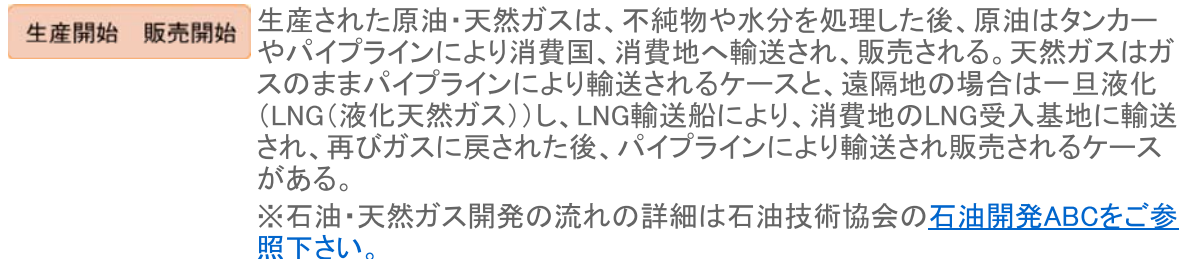 生産開始　販売開始
生産された原油・天然ガスは、不純物や水分を処理した後、原油はタンカー
やパイプラインにより消費国、消費地へ輸送され、販売される。天然ガスはガ
スのままパイプラインにより輸送されるケースと、遠隔地の場合は一旦液化
（LNG（液化天然ガス））し、LNG輸送船により、消費地のLNG受入基地に輸送
され、再びガスに戻された後、パイプラインにより輸送され販売されるケース
がある。
※石油・天然ガス開発の流れの詳細は石油技術協会の石油開発ABCをご参
照下さい。